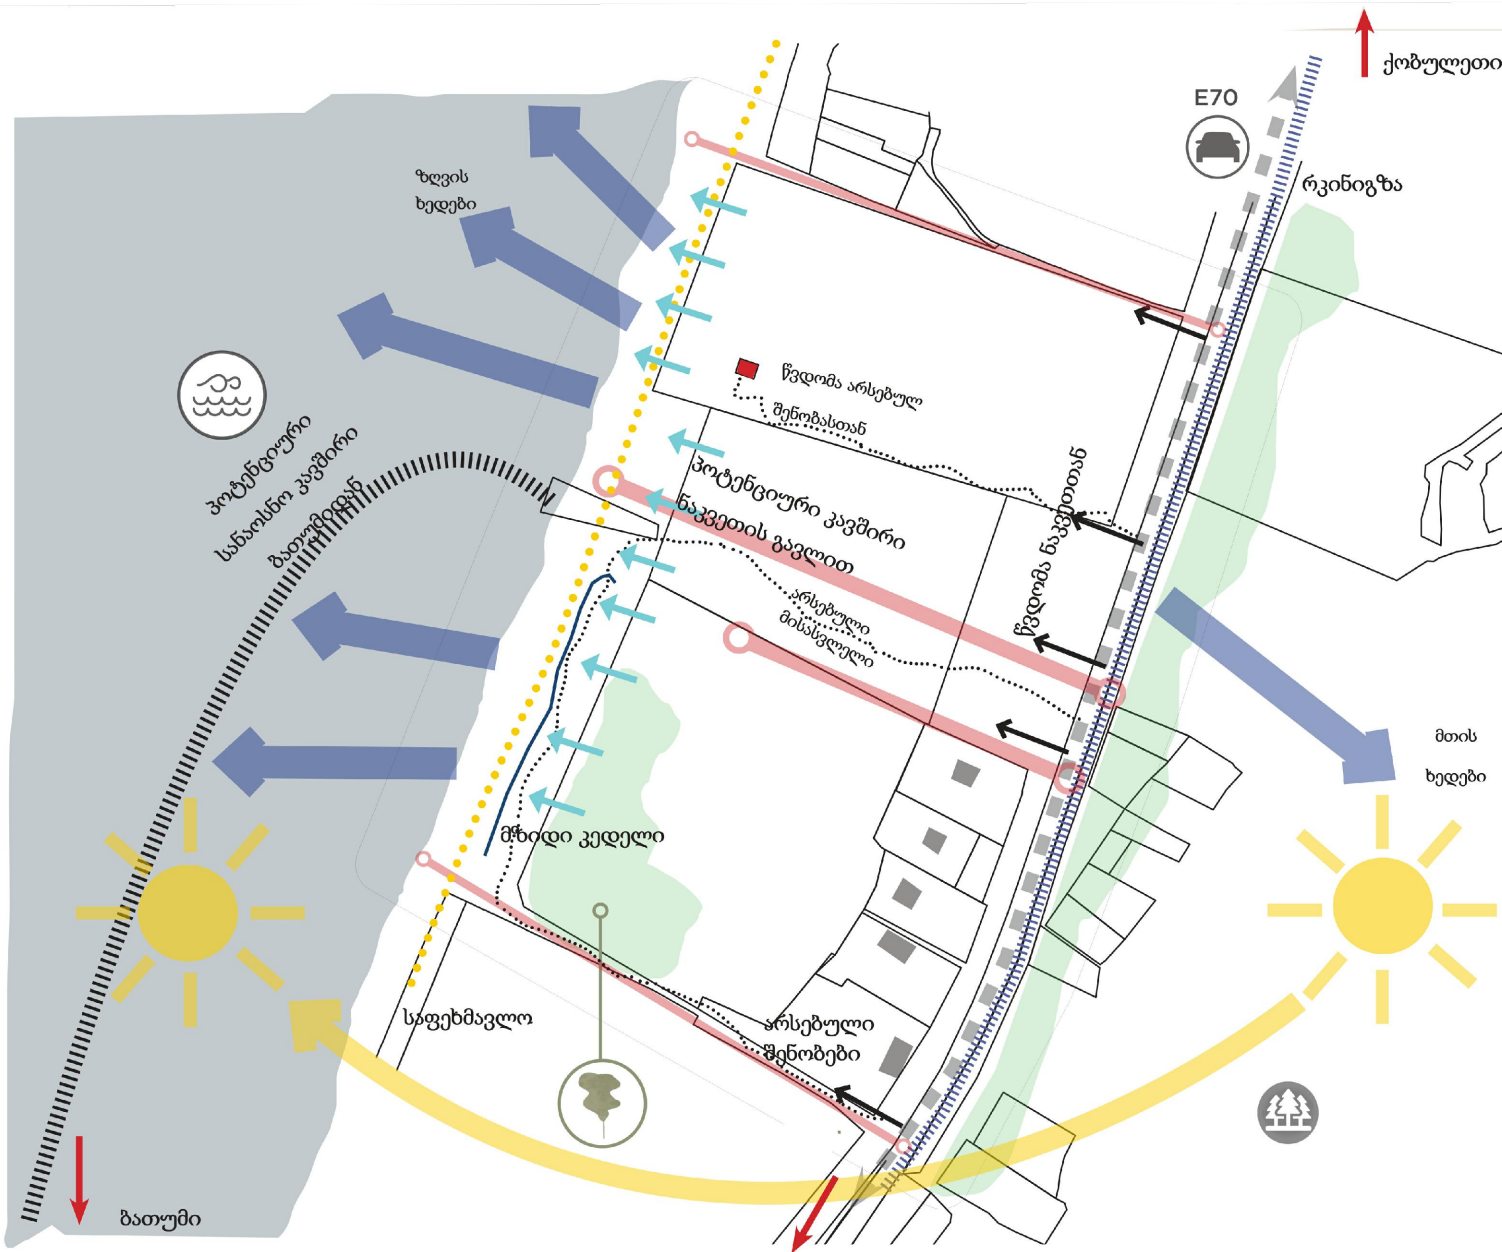 ქობულეთი
E70
რკინიგზა
ზღვის
ხედები
წვდომა არსებულ
შენობასთან
პოტენციური
სანაოსნო კავშირი
ბათუმიდან
პოტენციური კავშირი
ნაკვეთის გავლით
წვდომა ნაკვეთთან
არსებული
მისასვლელი
მთის
ხედები
მზიდი კედელი
საფეხმავლო
არსებული
შენობები
ბათუმი